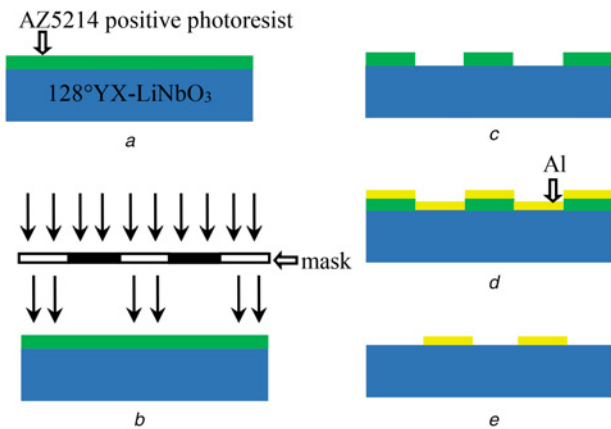 AZ5214 positive photoresist
128°YX-LiNbO₃
a
mask
b
c
Al
d
e